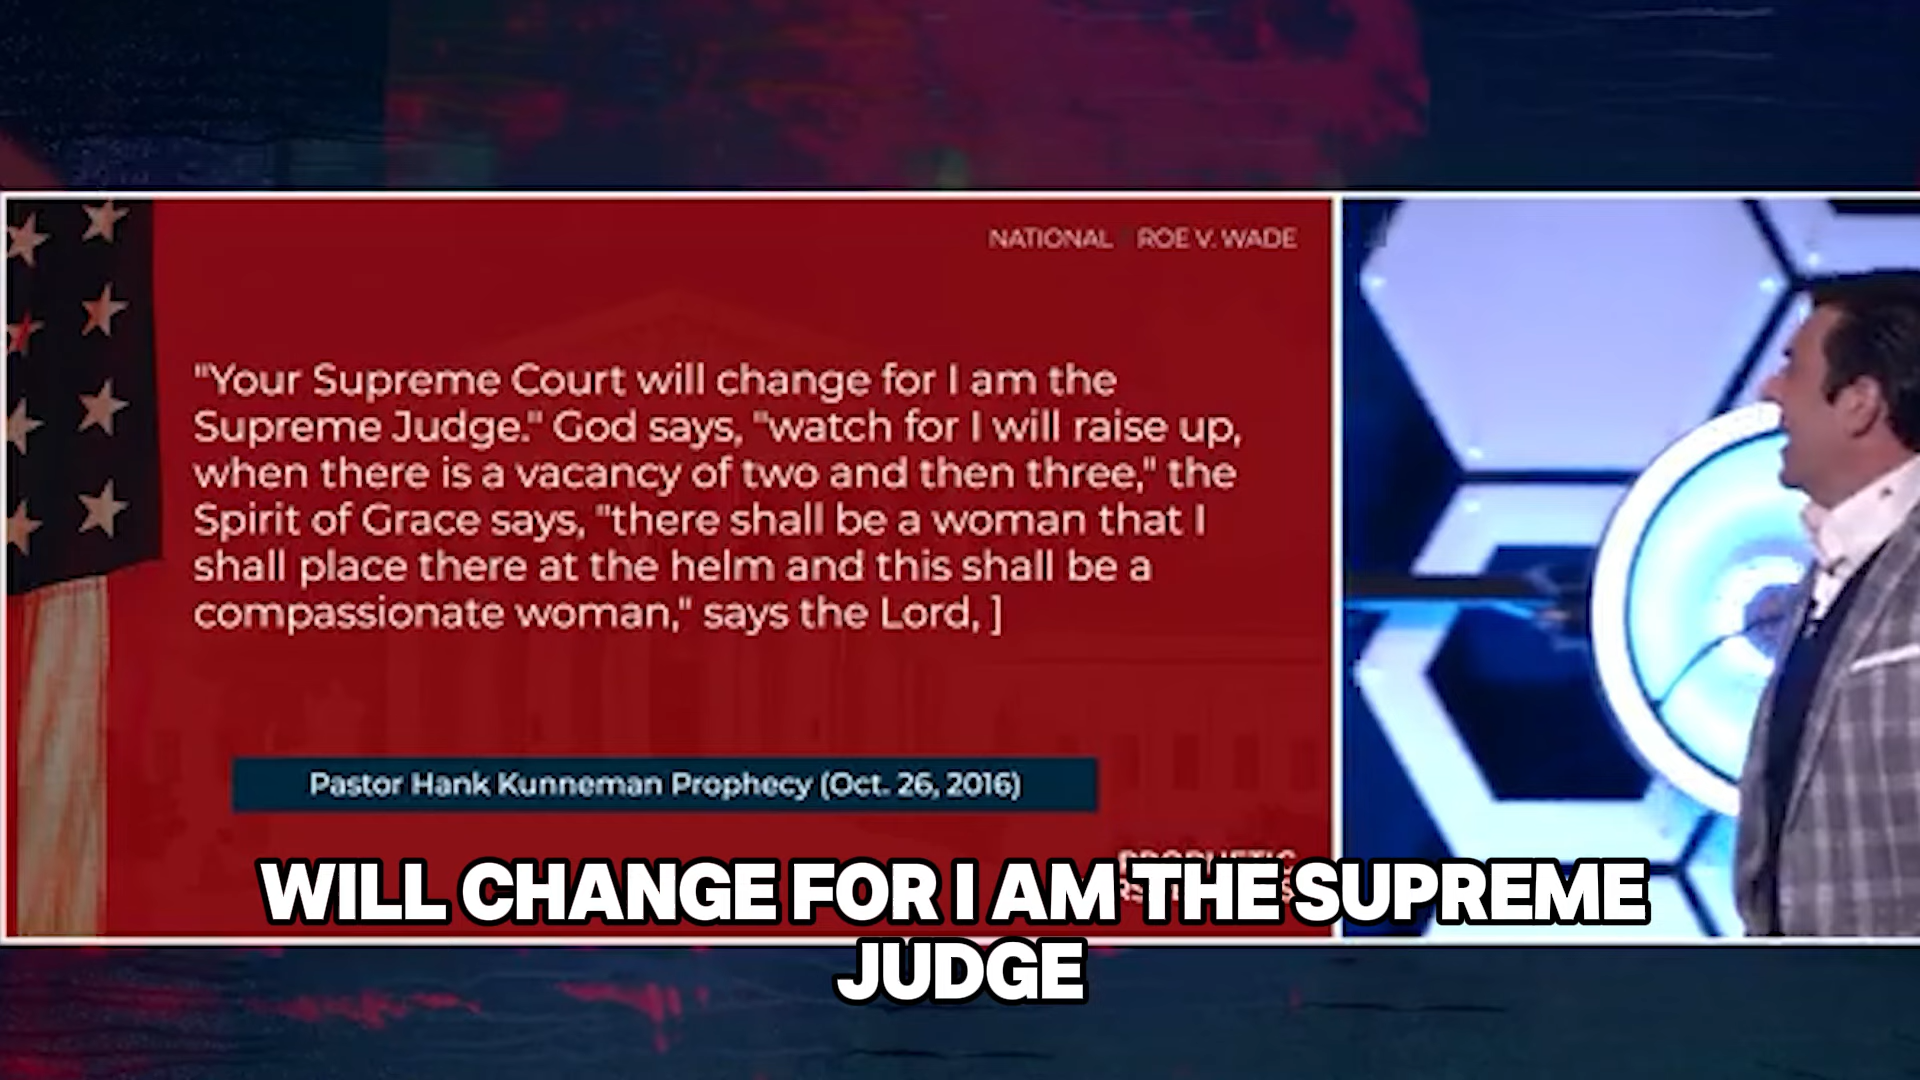 NATIONAL / ROE V. WADE
"Your Supreme Court will change for I am the
Supreme Judge." God says, "watch for I will raise up,
when there is a vacancy of two and then three," the
Spirit of Grace says, "there shall be a woman that I
shall place there at the helm and this shall be a
compassionate woman," says the Lord, ]
Pastor Hank Kunneman Prophecy (Oct. 26, 2016)
PROPHETIC
WILL CHANGE FOR I AM THE SUPREME
JUDGE